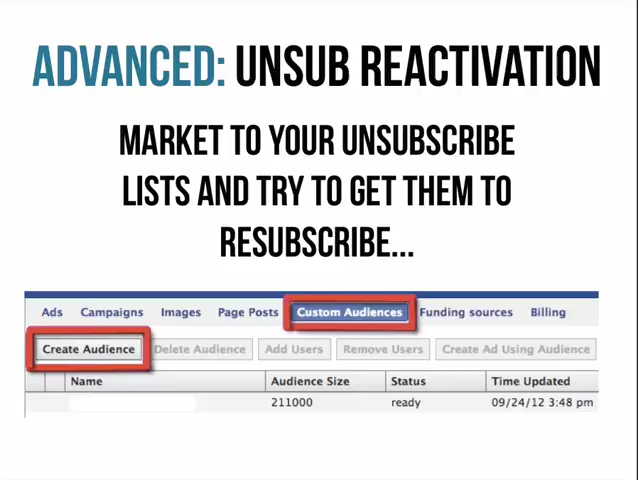 ADVANCED: UNSUB REACTIVATION
MARKET TO YOUR UNSUBSCRIBE
LISTS AND TRY TO GET THEM TO
RESUBSCRIBE...
Ads Campaigns Images Page Posts Custom Audiences Funding sources Billing
Create Audience Delete Audience Add Users Remove Users Create Ad Using Audience
Name Audience Size Status Time Updated
211000 ready 09/24/12 3:48 pm